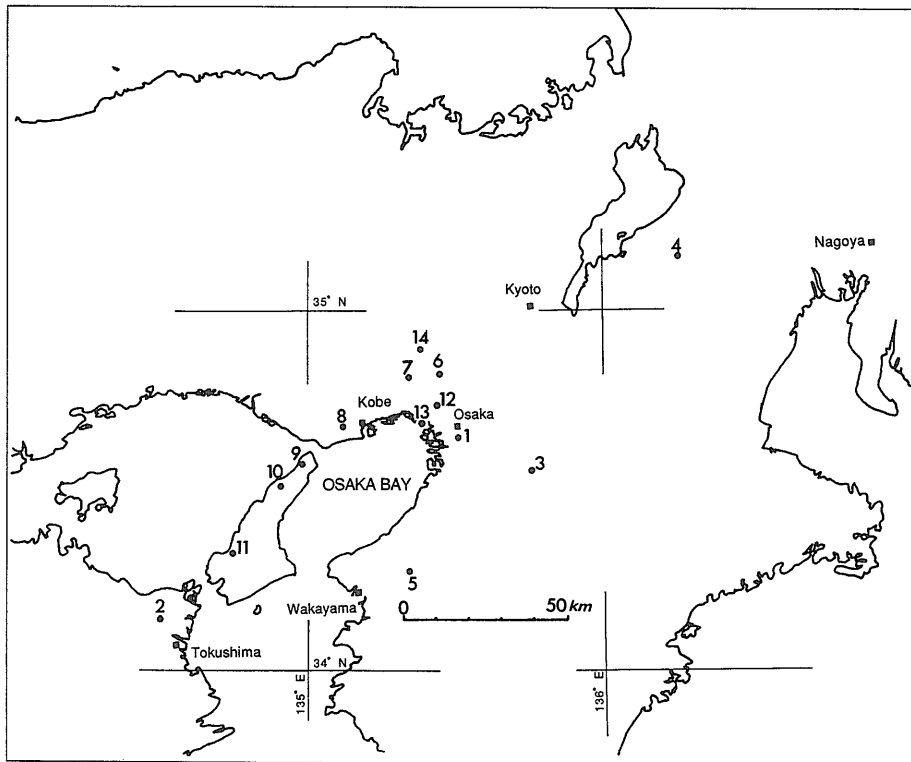 4
Nagoya
Kyoto
35° N
14
7
6
12
Kobe
13
Osaka
8
1
9
3
10
OSAKA BAY
11
5
Wakayama
0
50 km
2
Tokushima
34° N
135° E
136° E